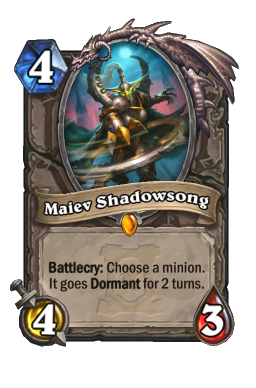 4
Maiev Shadowsong
Battlecry: Choose a minion.
It goes Dormant for 2 turns.
4
3